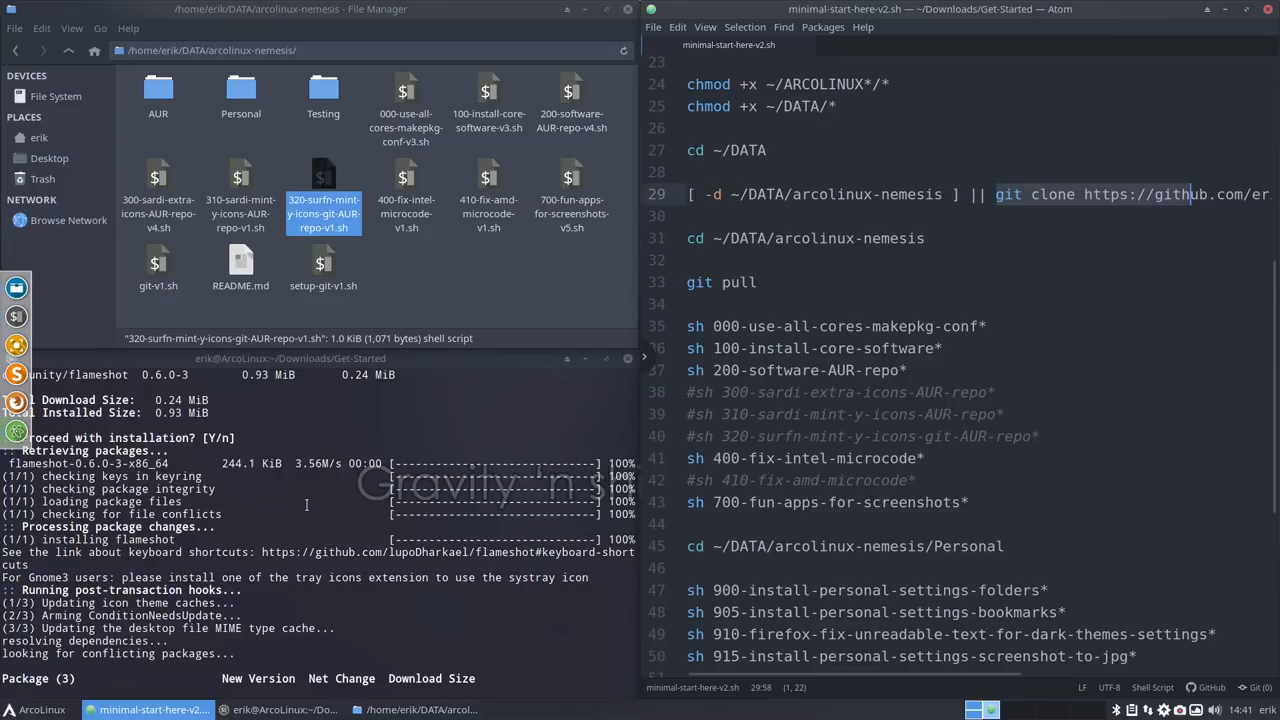 /home/erik/DATA/arcolinux-nemesis - File Manager
File Edit View Go Help
/home/erik/DATA/arcolinux-nemesis/
DEVICES
File System
PLACES
erik
Desktop
Trash
NETWORK
Browse Network
AUR
Personal
Testing
000-use-all-
cores-makepkg-
conf-v3.sh
100-install-core-
software-v3.sh
200-software-
AUR-repo-v4.sh
300-sardi-extra-
icons-AUR-repo-
v4.sh
310-sardi-mint-
y-icons-AUR-
repo-v1.sh
320-surfn-mint-
y-icons-git-AUR-
repo-v1.sh
400-fix-intel-
microcode-
v1.sh
410-fix-amd-
microcode-
v1.sh
700-fun-apps-
for-screenshots-
v5.sh
git-v1.sh
README.md
setup-git-v1.sh
"320-surfn-mint-y-icons-git-AUR-repo-v1.sh": 1.0 KiB (1,071 bytes) shell script
erik@ArcoLinux:~/Downloads/Get-Started
unity/flameshot 0.6.0-3 0.93 MiB 0.24 MiB
Download Size: 0.24 MiB
Installed Size: 0.93 MiB
roceed with installation? [Y/n]
:: Retrieving packages...
flameshot-0.6.0-3-x86_64 244.1 KiB 3.56M/s 00:00 [----------------------------] 100%
(1/1) checking keys in keyring [----------------------------] 100%
(1/1) checking package integrity [----------------------------] 100%
(1/1) loading package files [----------------------------] 100%
(1/1) checking for file conflicts [----------------------------] 100%
:: Processing package changes...
(1/1) installing flameshot [----------------------------] 100%
See the link about keyboard shortcuts: https://github.com/lupoDharkael/flameshot#keyboard-short
cuts
For Gnome3 users: please install one of the tray icons extension to use the systray icon
:: Running post-transaction hooks...
(1/3) Updating icon theme caches...
(2/3) Arming ConditionNeedsUpdate...
(3/3) Updating the desktop file MIME type cache...
resolving dependencies...
looking for conflicting packages...
Package (3) New Version Net Change Download Size
Gravity 'n s
minimal-start-here-v2.sh — ~/Downloads/Get-Started — Atom
File Edit View Selection Find Packages Help
minimal-start-here-v2.sh
23
24 chmod +x ~/ARCOLINUX*/*
25 chmod +x ~/DATA/*
26
27 cd ~/DATA
28
29 [ -d ~/DATA/arcolinux-nemesis ] || git clone https://github.com/er
30
31 cd ~/DATA/arcolinux-nemesis
32
33 git pull
34
35 sh 000-use-all-cores-makepkg-conf*
36 sh 100-install-core-software*
37 sh 200-software-AUR-repo*
38 #sh 300-sardi-extra-icons-AUR-repo*
39 #sh 310-sardi-mint-y-icons-AUR-repo*
40 #sh 320-surfn-mint-y-icons-git-AUR-repo*
41 sh 400-fix-intel-microcode*
42 #sh 410-fix-amd-microcode*
43 sh 700-fun-apps-for-screenshots*
44
45 cd ~/DATA/arcolinux-nemesis/Personal
46
47 sh 900-install-personal-settings-folders*
48 sh 905-install-personal-settings-bookmarks*
49 sh 910-firefox-fix-unreadable-text-for-dark-themes-settings*
50 sh 915-install-personal-settings-screenshot-to-jpg*
minimal-start-here-v2.sh 29:58 (1, 22) LF UTF-8 Shell Script GitHub Git (0)
ArcoLinux minimal-start-here-v2.... erik@ArcoLinux:~/Do... /home/erik/DATA/arcol... 14:41 erik